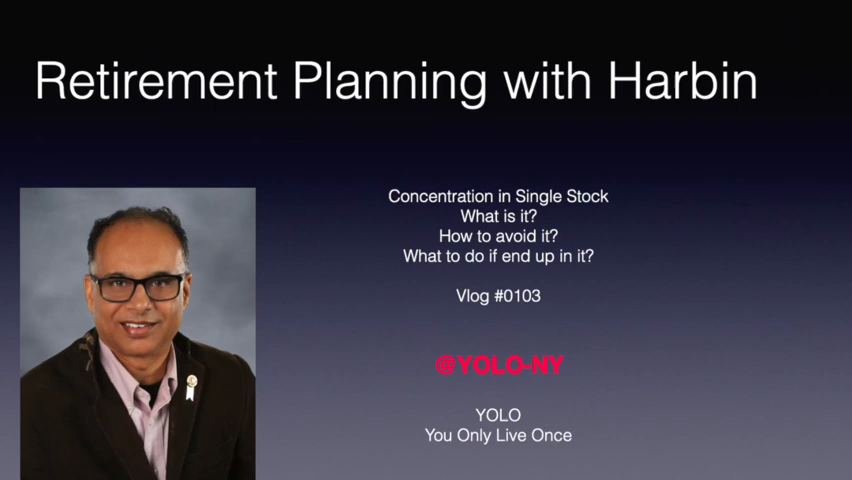 Retirement Planning with Harbin
Concentration in Single Stock
What is it?
How to avoid it?
What to do if end up in it?
Vlog #0103
@YOLO-NY
YOLO
You Only Live Once